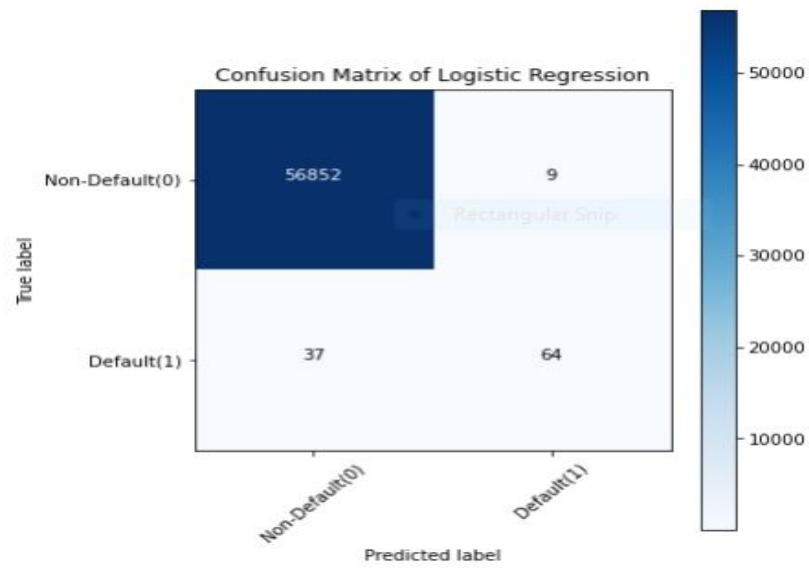 Confusion Matrix of Logistic Regression
50000
40000
30000
20000
10000
True label
Non-Default(0)
56852
9
Rectangular Snip
Default(1)
37
64
Non-Default(0)
Default(1)
Predicted label